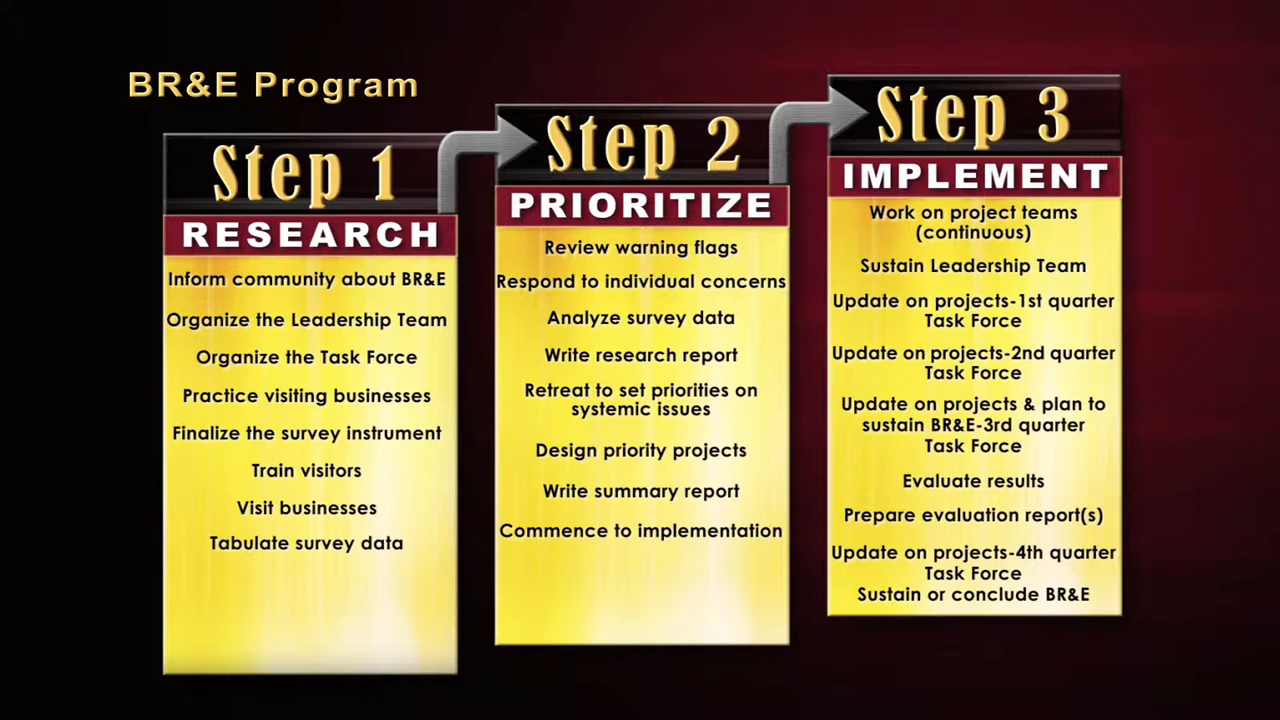 BR&E Program
Step 1
RESEARCH
Inform community about BR&E
Organize the Leadership Team
Organize the Task Force
Practice visiting businesses
Finalize the survey instrument
Train visitors
Visit businesses
Tabulate survey data
Step 2
PRIORITIZE
Review warning flags
Respond to individual concerns
Analyze survey data
Write research report
Retreat to set priorities on
systemic issues
Design priority projects
Write summary report
Commence to implementation
Step 3
IMPLEMENT
Work on project teams
(continuous)
Sustain Leadership Team
Update on projects-1st quarter
Task Force
Update on projects-2nd quarter
Task Force
Update on projects & plan to
sustain BR&E-3rd quarter
Task Force
Evaluate results
Prepare evaluation report(s)
Update on projects-4th quarter
Task Force
Sustain or conclude BR&E